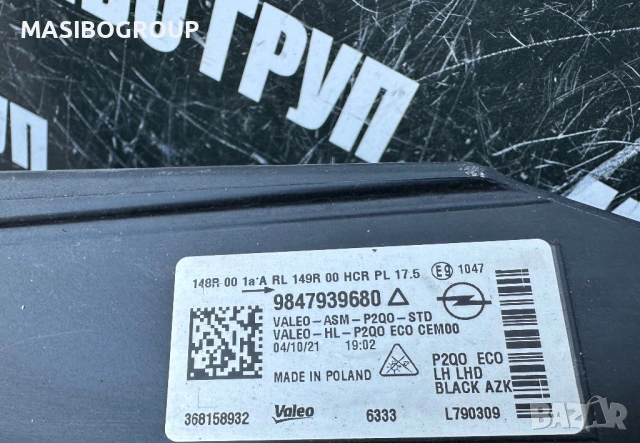 MASIBOGROUP
ГРУП
148R 00 1a A RL 149R 00 HCR PL 17.5 E9 1047
9847939680
VALEO-ASM-P2QO-STD
VALEO-HL-P2QO ECO CEM00
04/10/21 19:02
P2QO ECO
MADE IN POLAND
LH LHD
BLACK AZK
368158932 Valeo 6333 L790309
BAZAR